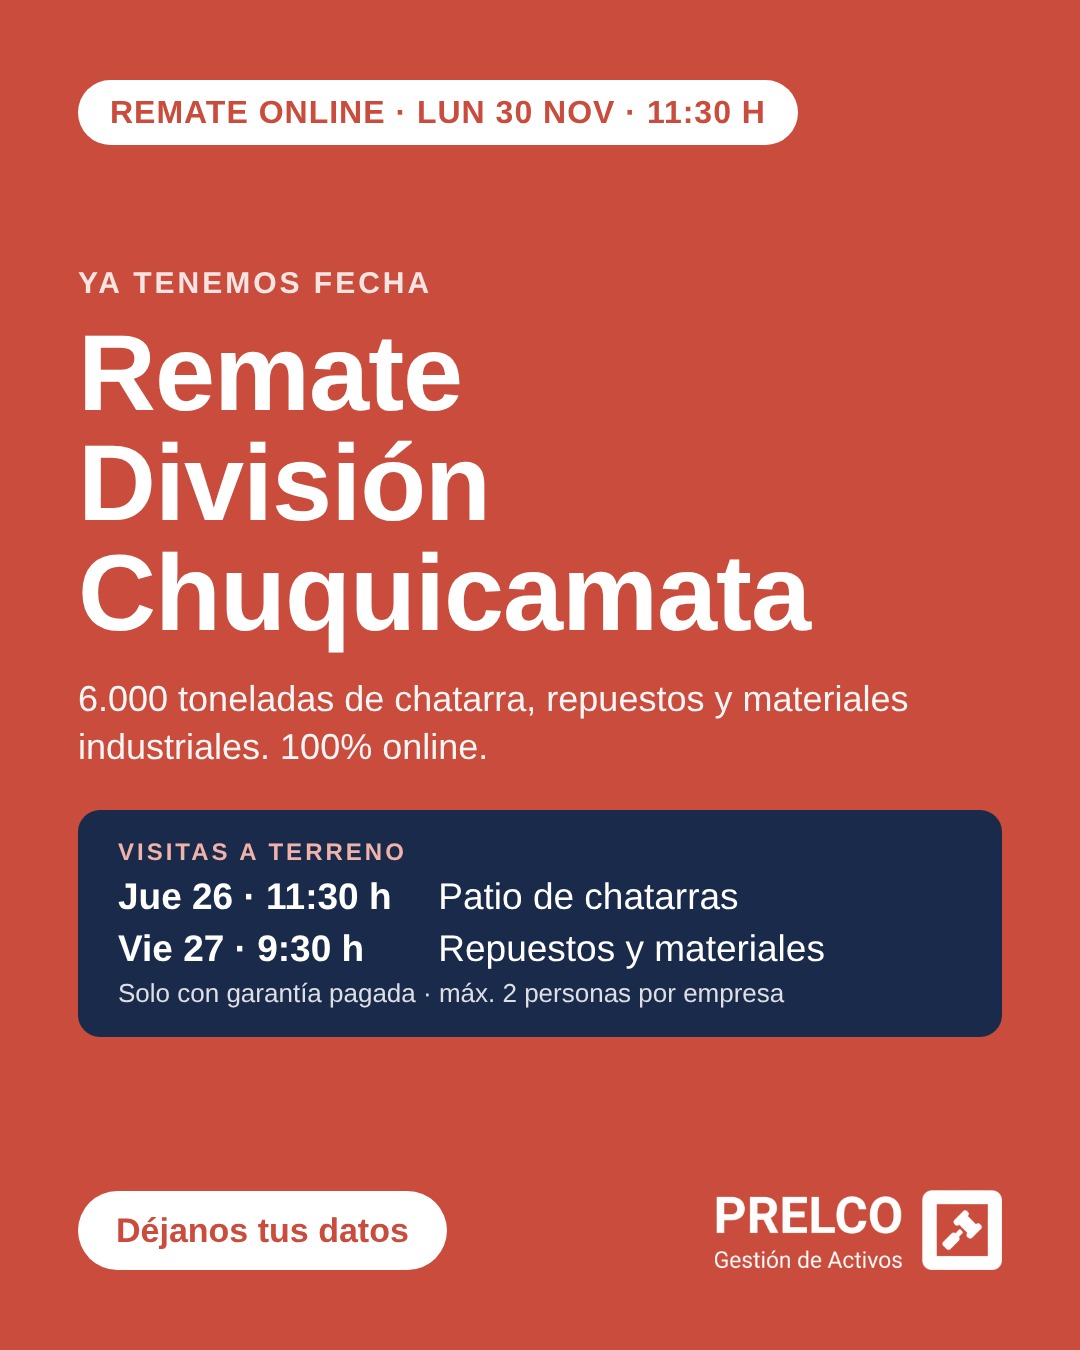 REMATE ONLINE · LUN 30 NOV · 11:30 H
YA TENEMOS FECHA
Remate
División
Chuquicamata
6.000 toneladas de chatarra, repuestos y materiales
industriales. 100% online.
VISITAS A TERRENO
Jue 26 · 11:30 h Patio de chatarras
Vie 27 · 9:30 h Repuestos y materiales
Solo con garantía pagada · máx. 2 personas por empresa
Déjanos tus datos
PRELCO
Gestión de Activos